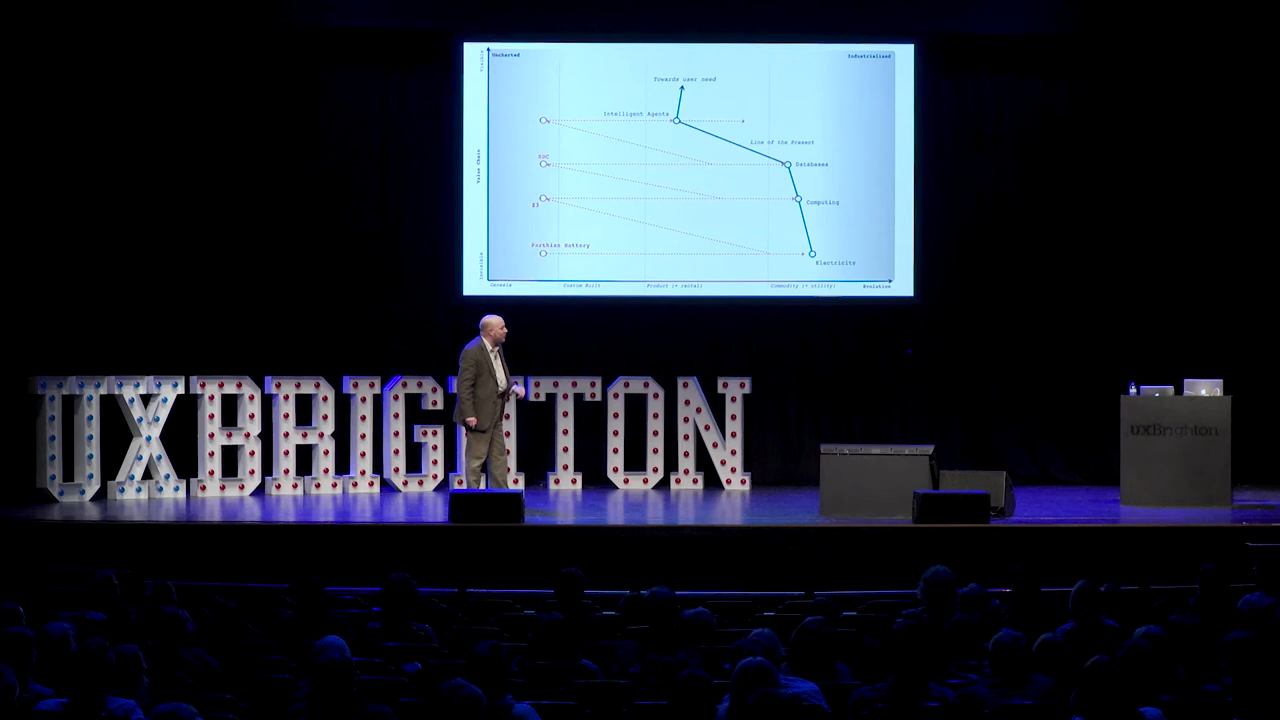 Uncharted
Industrialised
Visible
Towards user need
Intelligent Agents
Line of the Present
Value Chain
EDC
Databases
Z3
Computing
Parthian Battery
Electricity
Invisible
Genesis
Custom Built
Product (+ rental)
Commodity (+ utility)
Evolution
UXBRIGHTON
uxBrighton